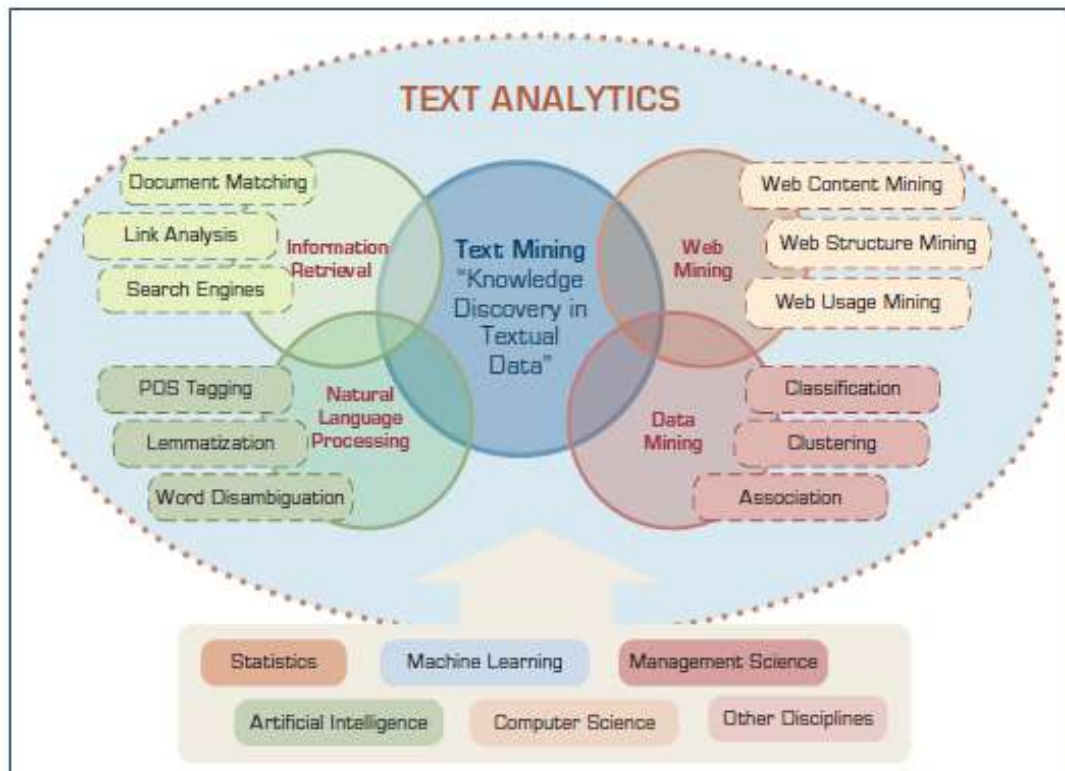 TEXT ANALYTICS
Document Matching
Link Analysis
Search Engines
Information
Retrieval
Text Mining
"Knowledge
Discovery in
Textual
Data"
Web
Mining
Web Content Mining
Web Structure Mining
Web Usage Mining
POS Tagging
Lemmatization
Word Disambiguation
Natural
Language
Processing
Data
Mining
Classification
Clustering
Association
Statistics
Machine Learning
Management Science
Artificial Intelligence
Computer Science
Other Disciplines